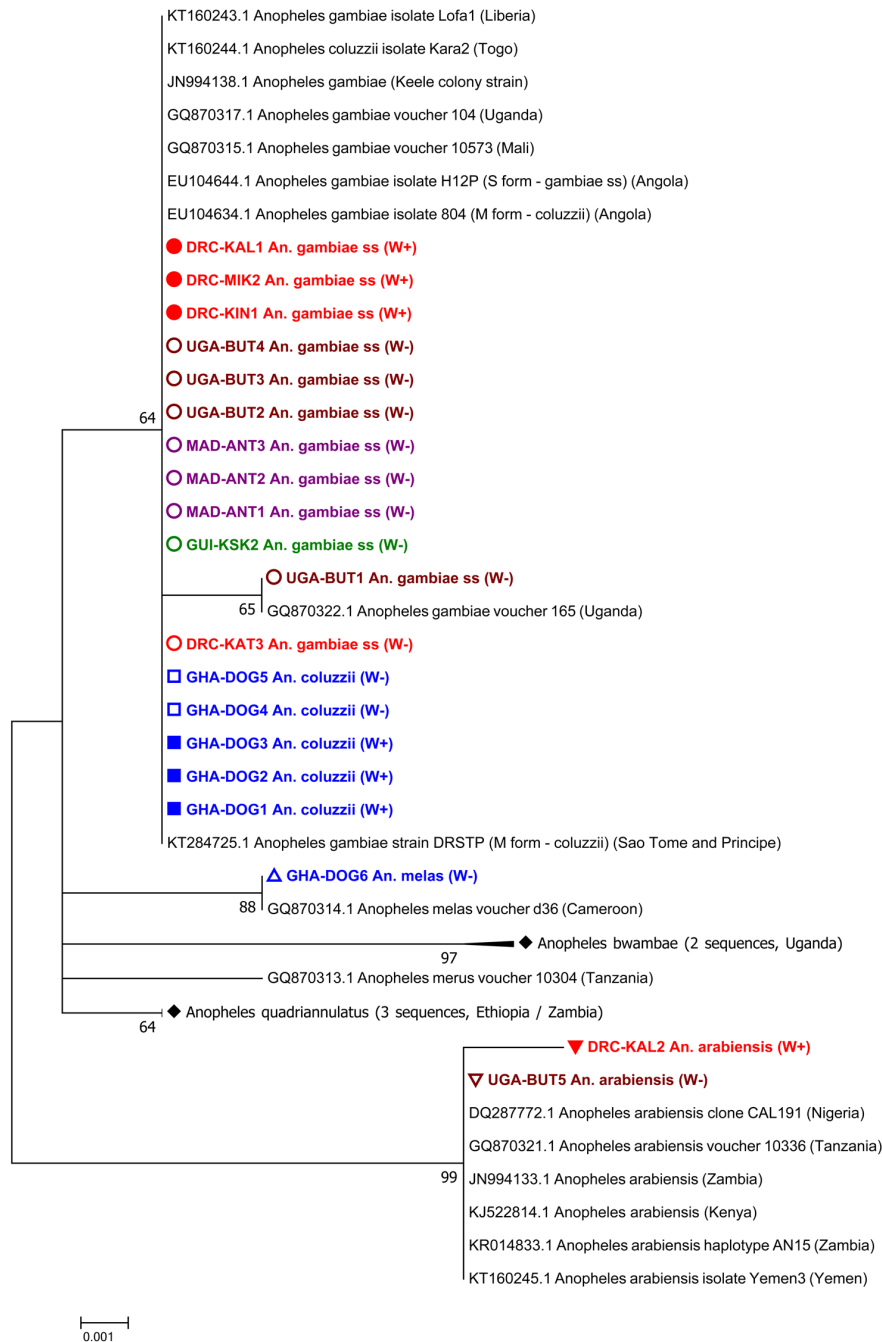 KT160243.1 Anopheles gambiae isolate Lofa1 (Liberia)
KT160244.1 Anopheles coluzzii isolate Kara2 (Togo)
JN994138.1 Anopheles gambiae (Keele colony strain)
GQ870317.1 Anopheles gambiae voucher 104 (Uganda)
GQ870315.1 Anopheles gambiae voucher 10573 (Mali)
EU104644.1 Anopheles gambiae isolate H12P (S form - gambiae ss) (Angola)
EU104634.1 Anopheles gambiae isolate 804 (M form - coluzzii) (Angola)
DRC-KAL1 An. gambiae ss (W+)
DRC-MIK2 An. gambiae ss (W+)
DRC-KIN1 An. gambiae ss (W+)
UGA-BUT4 An. gambiae ss (W-)
UGA-BUT3 An. gambiae ss (W-)
UGA-BUT2 An. gambiae ss (W-)
64
MAD-ANT3 An. gambiae ss (W-)
MAD-ANT2 An. gambiae ss (W-)
MAD-ANT1 An. gambiae ss (W-)
GUI-KSK2 An. gambiae ss (W-)
UGA-BUT1 An. gambiae ss (W-)
65
GQ870322.1 Anopheles gambiae voucher 165 (Uganda)
DRC-KAT3 An. gambiae ss (W-)
GHA-DOG5 An. coluzzii (W-)
GHA-DOG4 An. coluzzii (W-)
GHA-DOG3 An. coluzzii (W+)
GHA-DOG2 An. coluzzii (W+)
GHA-DOG1 An. coluzzii (W+)
KT284725.1 Anopheles gambiae strain DRSTP (M form - coluzzii) (Sao Tome and Principe)
GHA-DOG6 An. melas (W-)
88
GQ870314.1 Anopheles melas voucher d36 (Cameroon)
Anopheles bwambae (2 sequences, Uganda)
97
GQ870313.1 Anopheles merus voucher 10304 (Tanzania)
Anopheles quadriannulatus (3 sequences, Ethiopia / Zambia)
64
DRC-KAL2 An. arabiensis (W+)
UGA-BUT5 An. arabiensis (W-)
DQ287772.1 Anopheles arabiensis clone CAL191 (Nigeria)
GQ870321.1 Anopheles arabiensis voucher 10336 (Tanzania)
99
JN994133.1 Anopheles arabiensis (Zambia)
KJ522814.1 Anopheles arabiensis (Kenya)
KR014833.1 Anopheles arabiensis haplotype AN15 (Zambia)
KT160245.1 Anopheles arabiensis isolate Yemen3 (Yemen)
0.001